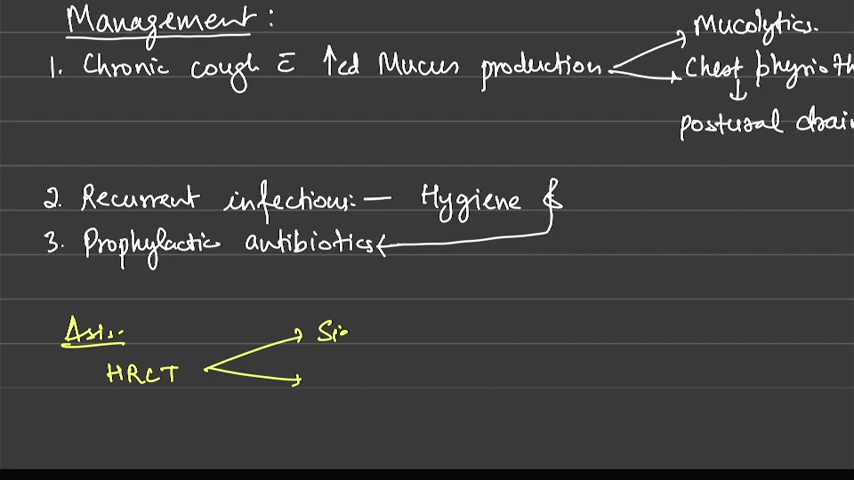 Management :
Mucolytics.
1. Chronic cough c̄ ↑ed Mucus production
Chest physioth
↓
postural drain
2. Recurrent infections:— Hygiene &
3. Prophylactic antibiotics
HRCT